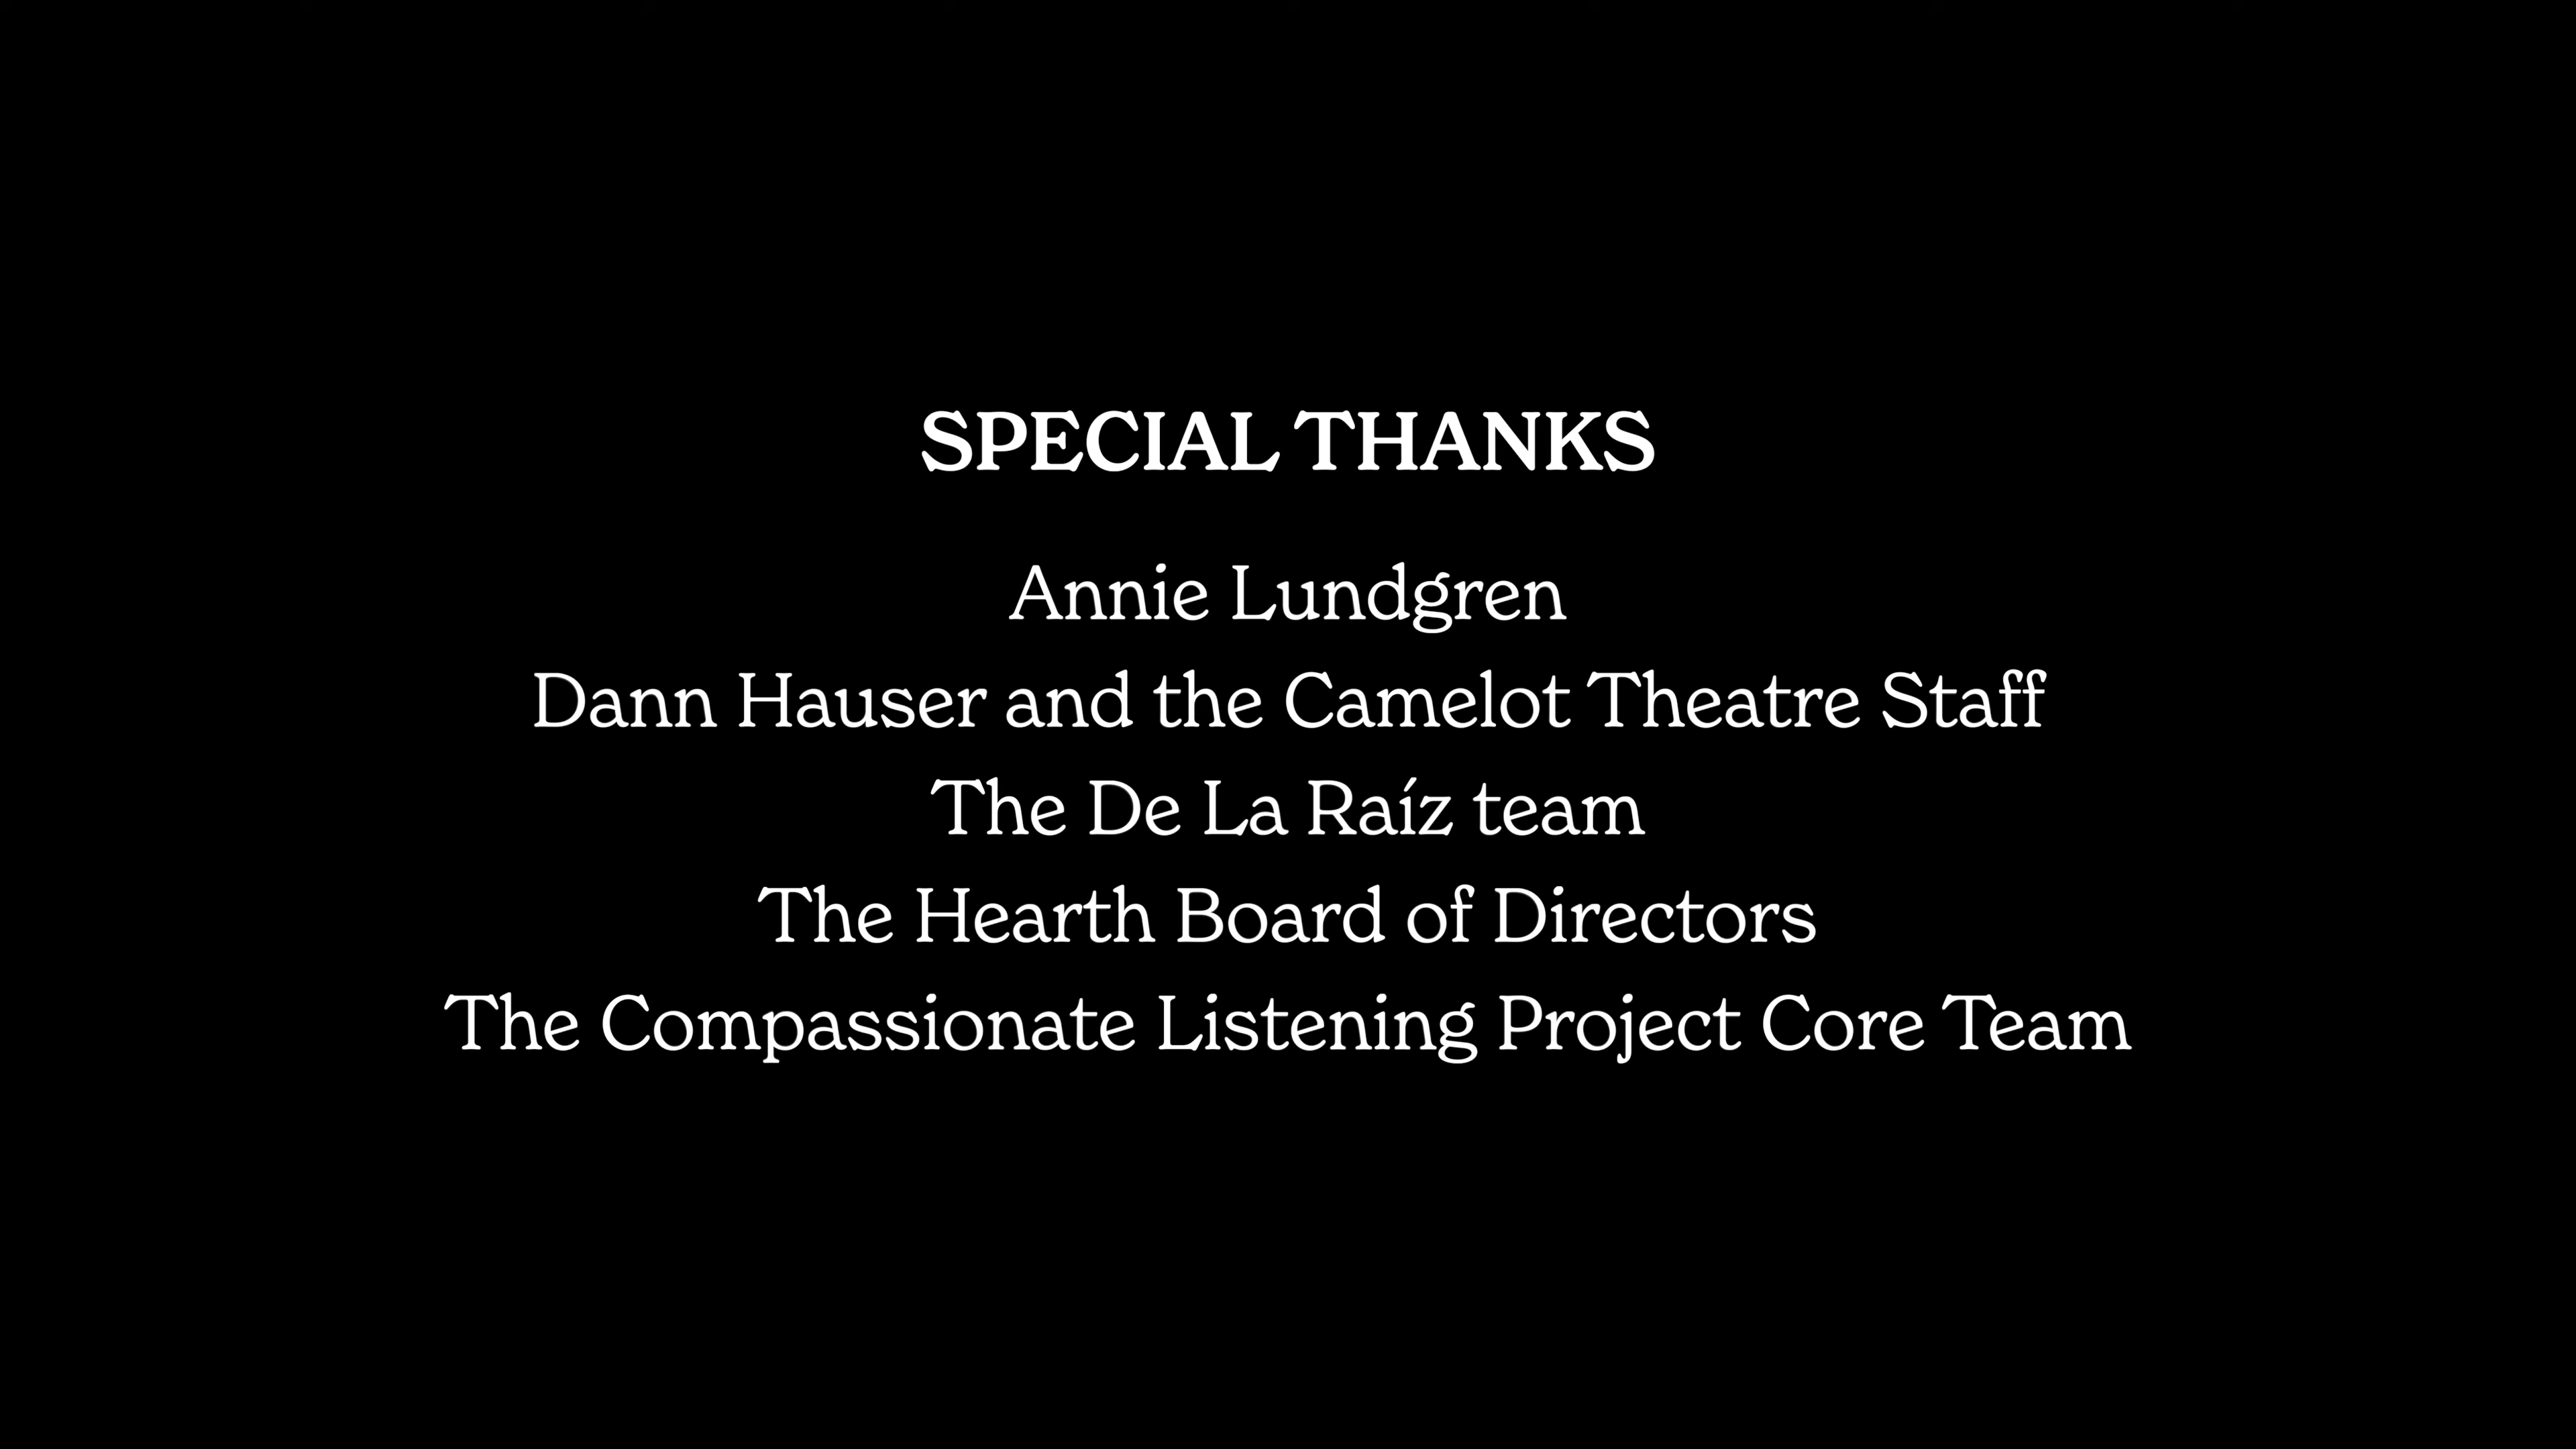 SPECIAL THANKS
Annie Lundgren
Dann Hauser and the Camelot Theatre Staff
The De La Raíz team
The Hearth Board of Directors
The Compassionate Listening Project Core Team